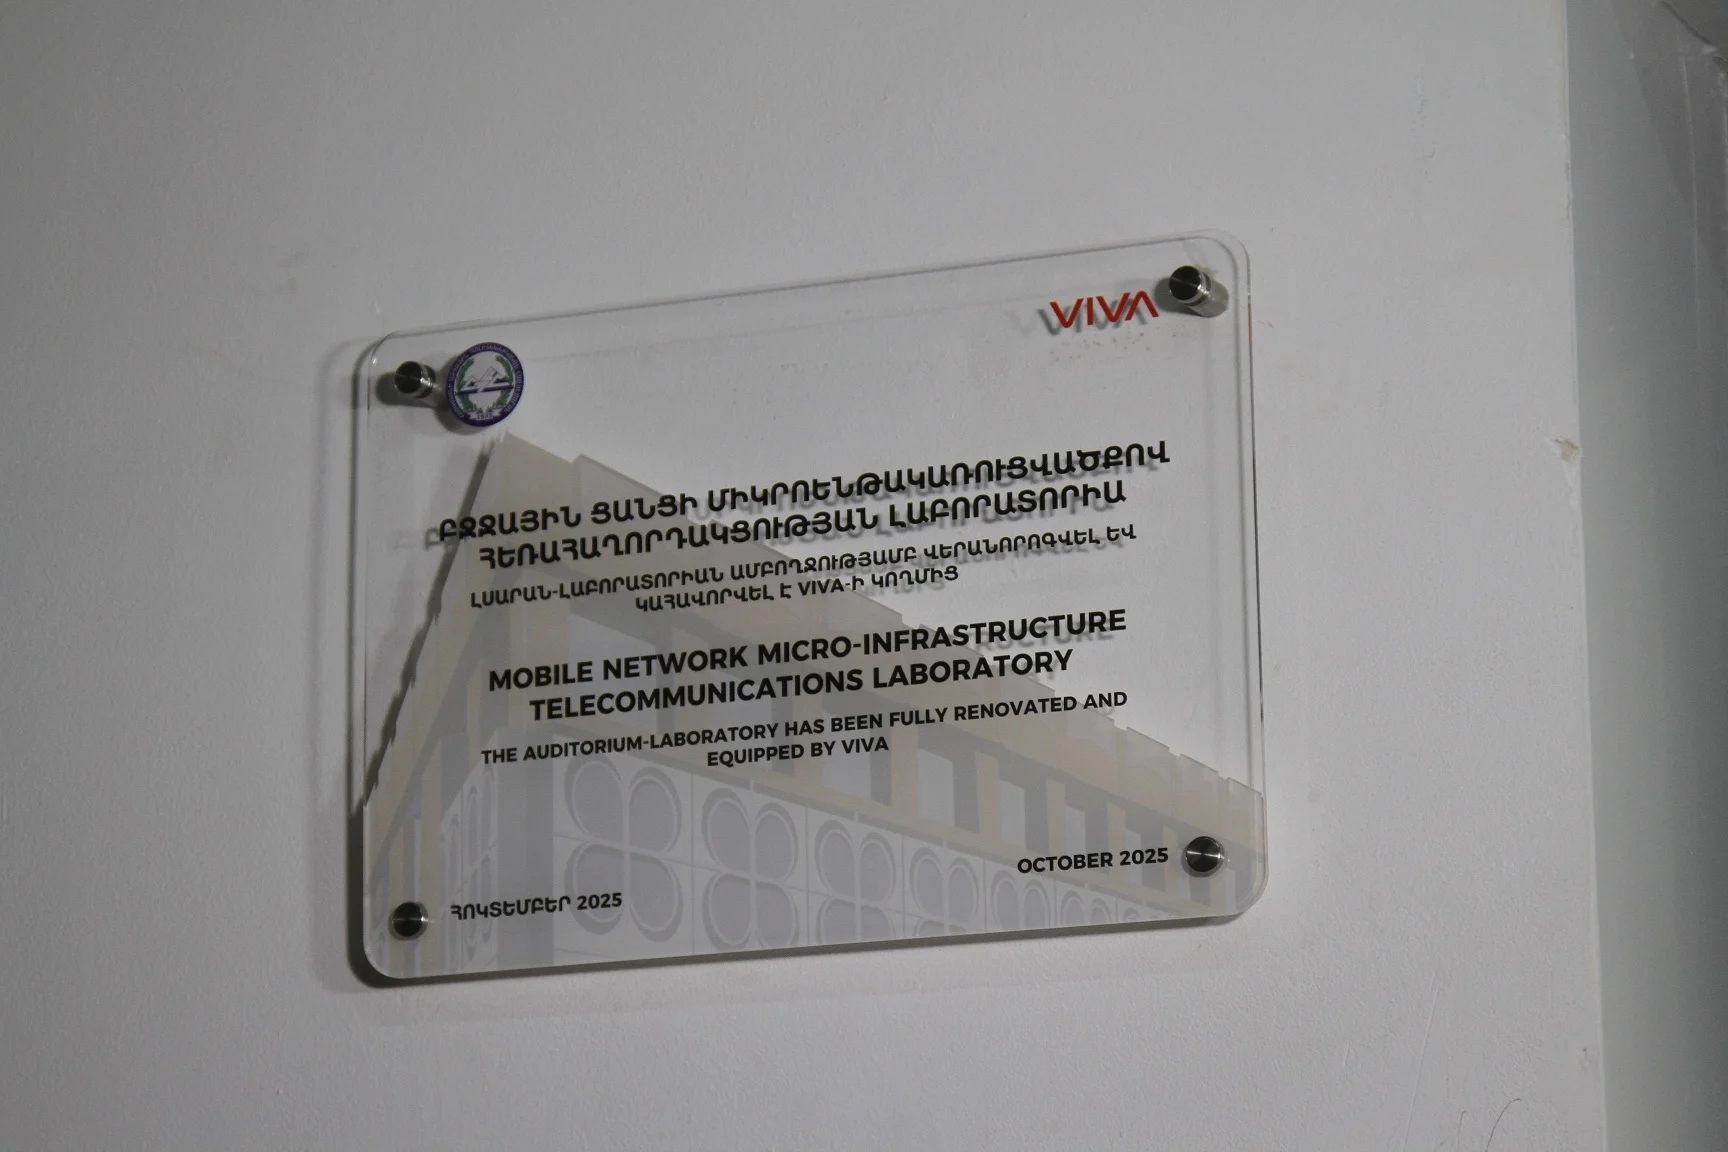 VIVA
ԲՋՋԱՅԻՆ ՑԱՆՑԻ ՄԻԿՐՈԵՆԹԱԿԱՌՈՒՑՎԱԾՔՈՎ
ՀԵՌԱՀԱՂՈՐԴԱԿՑՈՒԹՅԱՆ ԼԱԲՈՐԱՏՈՐԻԱ
ԼՍԱՐԱՆ-ԼԱԲՈՐԱՏՈՐԻԱՆ ԱՄԲՈՂՋՈՒԹՅԱՄԲ ՎԵՐԱՆՈՐՈԳՎԵԼ ԵՎ
ԿԱՀԱՎՈՐՎԵԼ Է VIVA-Ի ԿՈՂՄԻՑ
MOBILE NETWORK MICRO-INFRASTRUCTURE
TELECOMMUNICATIONS LABORATORY
THE AUDITORIUM-LABORATORY HAS BEEN FULLY RENOVATED AND
EQUIPPED BY VIVA
ՀՈԿՏԵՄԲԵՐ 2025
OCTOBER 2025